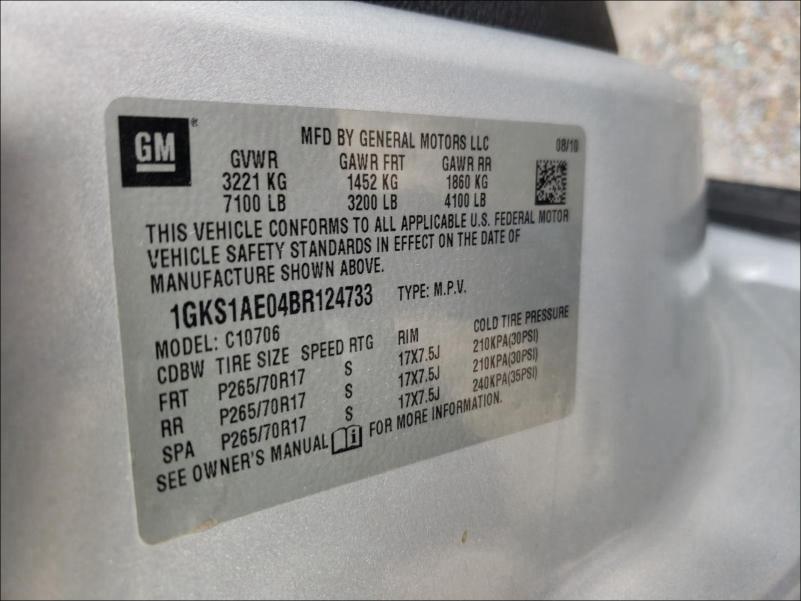 GM®
MFD BY GENERAL MOTORS LLC 08/10
GVWR GAWR FRT GAWR RR
3221 KG 1452 KG 1860 KG
7100 LB 3200 LB 4100 LB
THIS VEHICLE CONFORMS TO ALL APPLICABLE U.S. FEDERAL MOTOR
VEHICLE SAFETY STANDARDS IN EFFECT ON THE DATE OF
MANUFACTURE SHOWN ABOVE.
1GKS1AE04BR124733 TYPE: M.P.V.
MODEL: C10706
CDBW TIRE SIZE SPEED RTG RIM COLD TIRE PRESSURE
FRT P265/70R17 S 17X7.5J 210KPA(30PSI)
RR P265/70R17 S 17X7.5J 210KPA(30PSI)
SPA P265/70R17 S 17X7.5J 240KPA(35PSI)
SEE OWNER'S MANUAL FOR MORE INFORMATION.